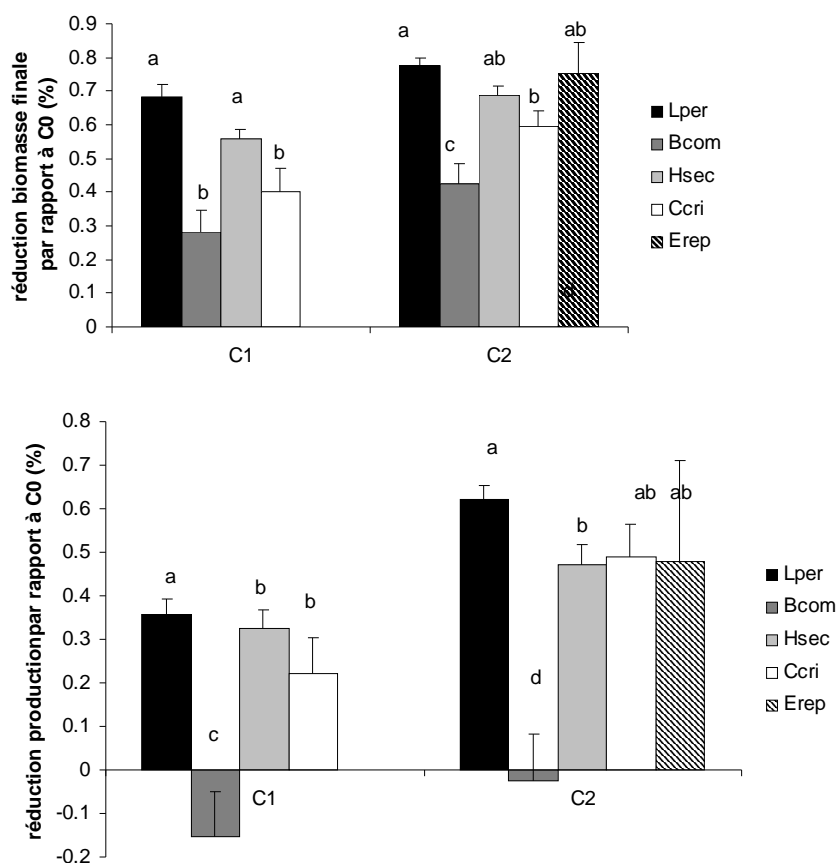 réduction biomasse finale
par rapport à C0 (%)
0.9
0.8
0.7
0.6
0.5
0.4
0.3
0.2
0.1
0
a
b
a
b
a
c
ab
b
ab
d
C1
C2
Lper
Bcom
Hsec
Ccri
Erep
réduction productionpar rapport à C0 (%)
0.8
0.7
0.6
0.5
0.4
0.3
0.2
0.1
0
-0.1
-0.2
a
c
b
b
a
d
b
ab
ab
C1
C2
Lper
Bcom
Hsec
Ccri
Erep